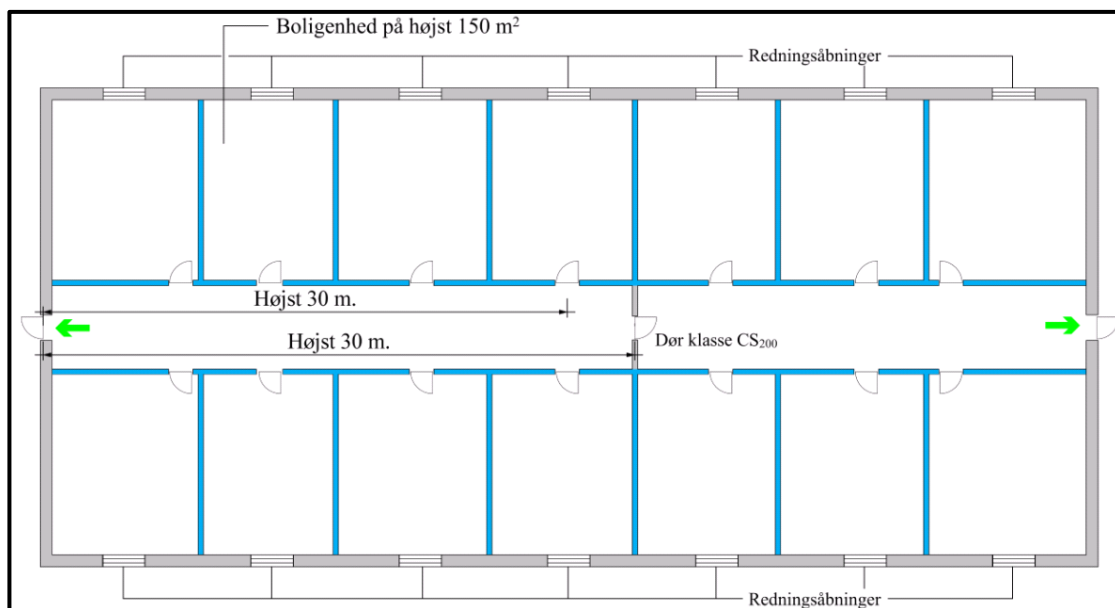 Boligenhed på højst 150 m²
Redningsåbninger
Højst 30 m.
Højst 30 m.
Dør klasse CS₂₀₀
Redningsåbninger